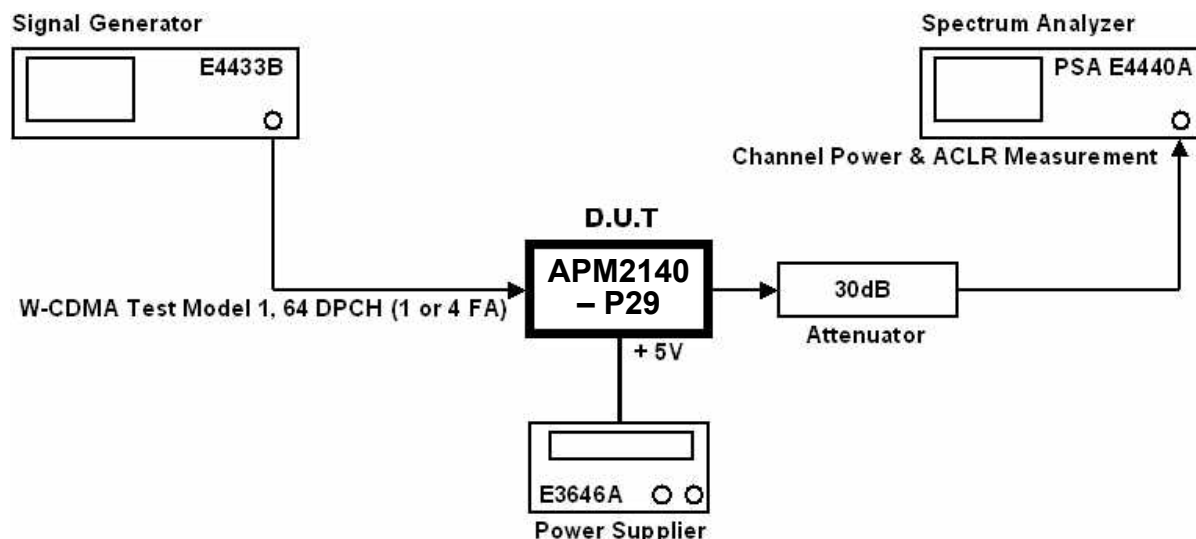 Signal Generator
E4433B
Spectrum Analyzer
PSA E4440A
Channel Power & ACLR Measurement
D.U.T
APM2140
– P29
W-CDMA Test Model 1, 64 DPCH (1 or 4 FA)
30dB
Attenuator
+ 5V
E3646A
Power Supplier